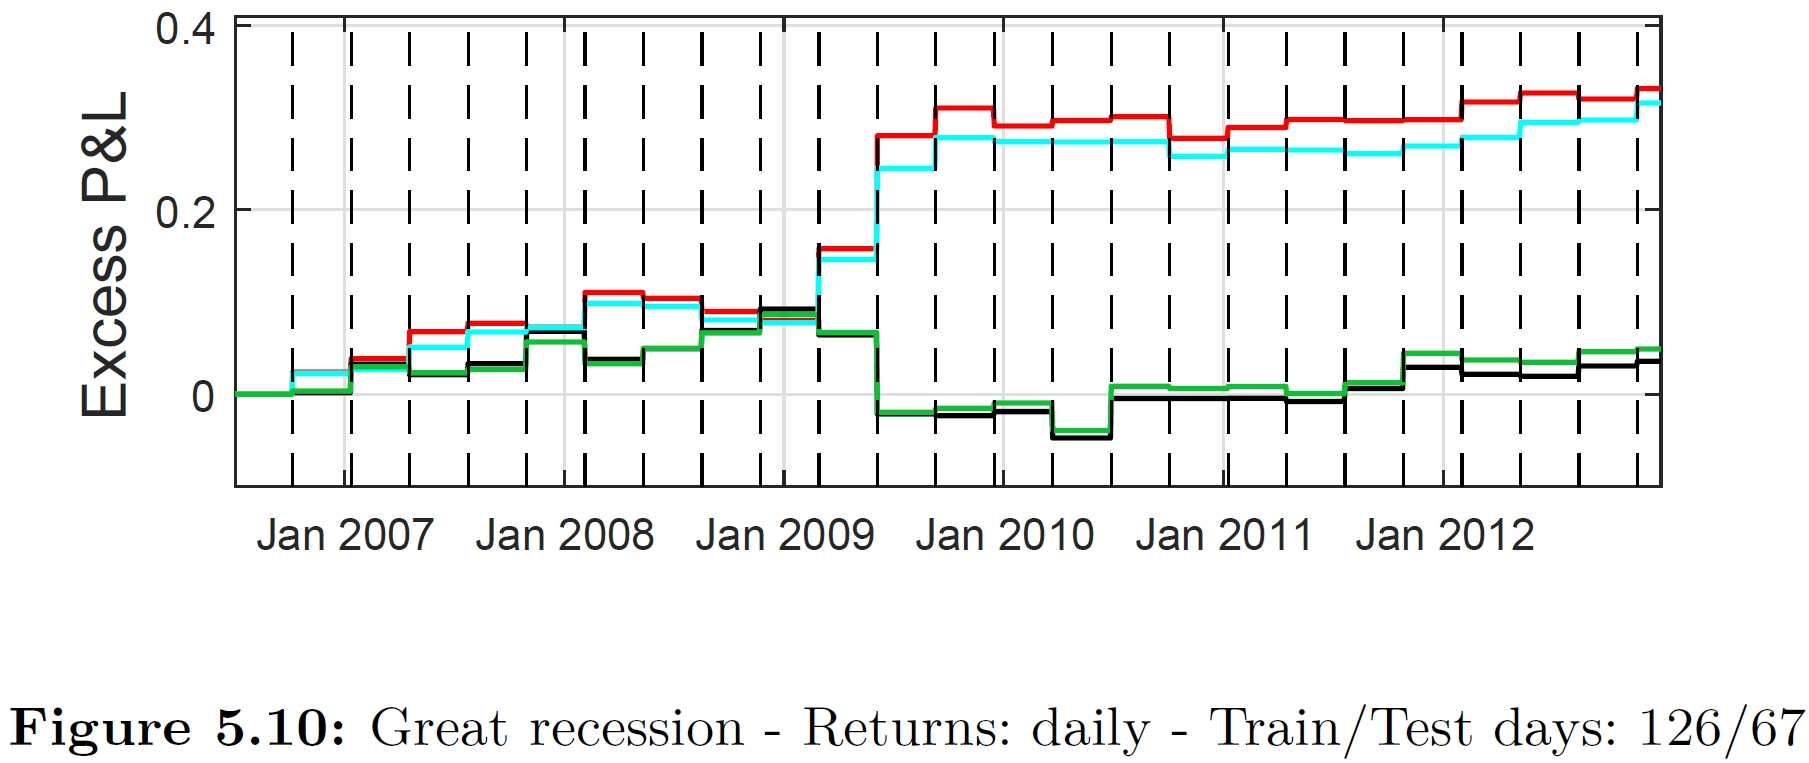 0.4
0.2
0
Excess P&L
Jan 2007 Jan 2008 Jan 2009 Jan 2010 Jan 2011 Jan 2012
Figure 5.10: Great recession - Returns: daily - Train/Test days: 126/67